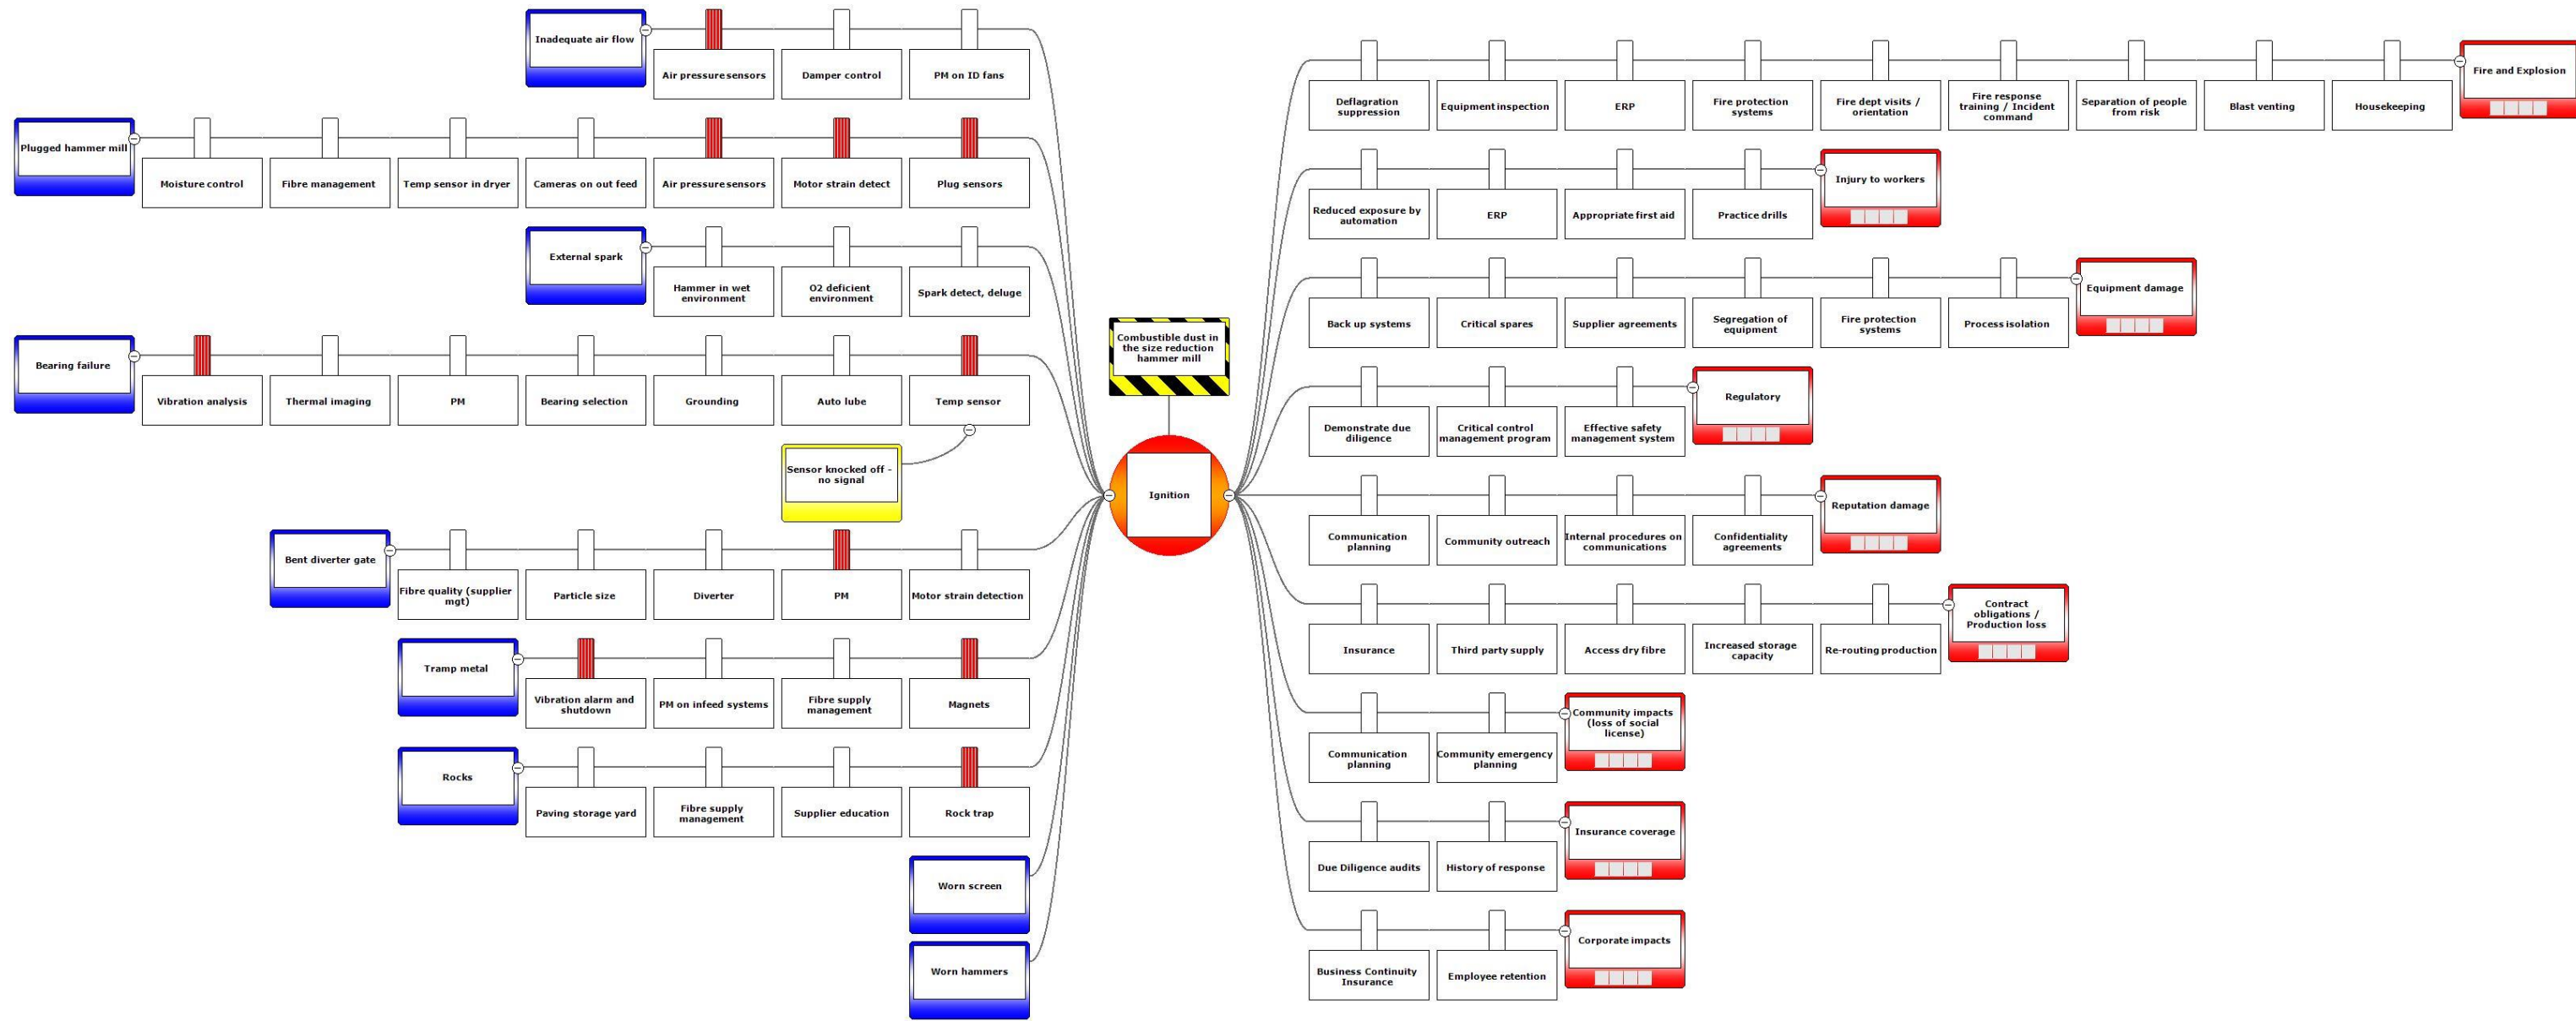 Inadequate air flow
Air pressure sensors
Damper control
PM on ID fans
Plugged hammer mill
Moisture control
Fibre management
Temp sensor in dryer
Cameras on out feed
Air pressure sensors
Motor strain detect
Plug sensors
External spark
Hammer in wet
environment
O2 deficient
environment
Spark detect, deluge
Bearing failure
Vibration analysis
Thermal imaging
PM
Bearing selection
Grounding
Auto lube
Temp sensor
Sensor knocked off -
no signal
Bent diverter gate
Fibre quality (supplier
mgt)
Particle size
Diverter
PM
Motor strain detection
Tramp metal
Vibration alarm and
shutdown
PM on infeed systems
Fibre supply
management
Magnets
Rocks
Paving storage yard
Fibre supply
management
Supplier education
Rock trap
Worn screen
Worn hammers
Combustible dust in
the size reduction
hammer mill
Ignition
Deflagration
suppression
Equipment inspection
ERP
Fire protection
systems
Fire dept visits /
orientation
Fire response
training / Incident
command
Separation of people
from risk
Blast venting
Housekeeping
Fire and Explosion
Reduced exposure by
automation
ERP
Appropriate first aid
Practice drills
Injury to workers
Back up systems
Critical spares
Supplier agreements
Segregation of
equipment
Fire protection
systems
Process isolation
Equipment damage
Demonstrate due
diligence
Critical control
management program
Effective safety
management system
Regulatory
Communication
planning
Community outreach
Internal procedures on
communications
Confidentiality
agreements
Reputation damage
Insurance
Third party supply
Access dry fibre
Increased storage
capacity
Re-routing production
Contract
obligations /
Production loss
Communication
planning
Community emergency
planning
Community impacts
(loss of social
license)
Due Diligence audits
History of response
Insurance coverage
Business Continuity
Insurance
Employee retention
Corporate impacts